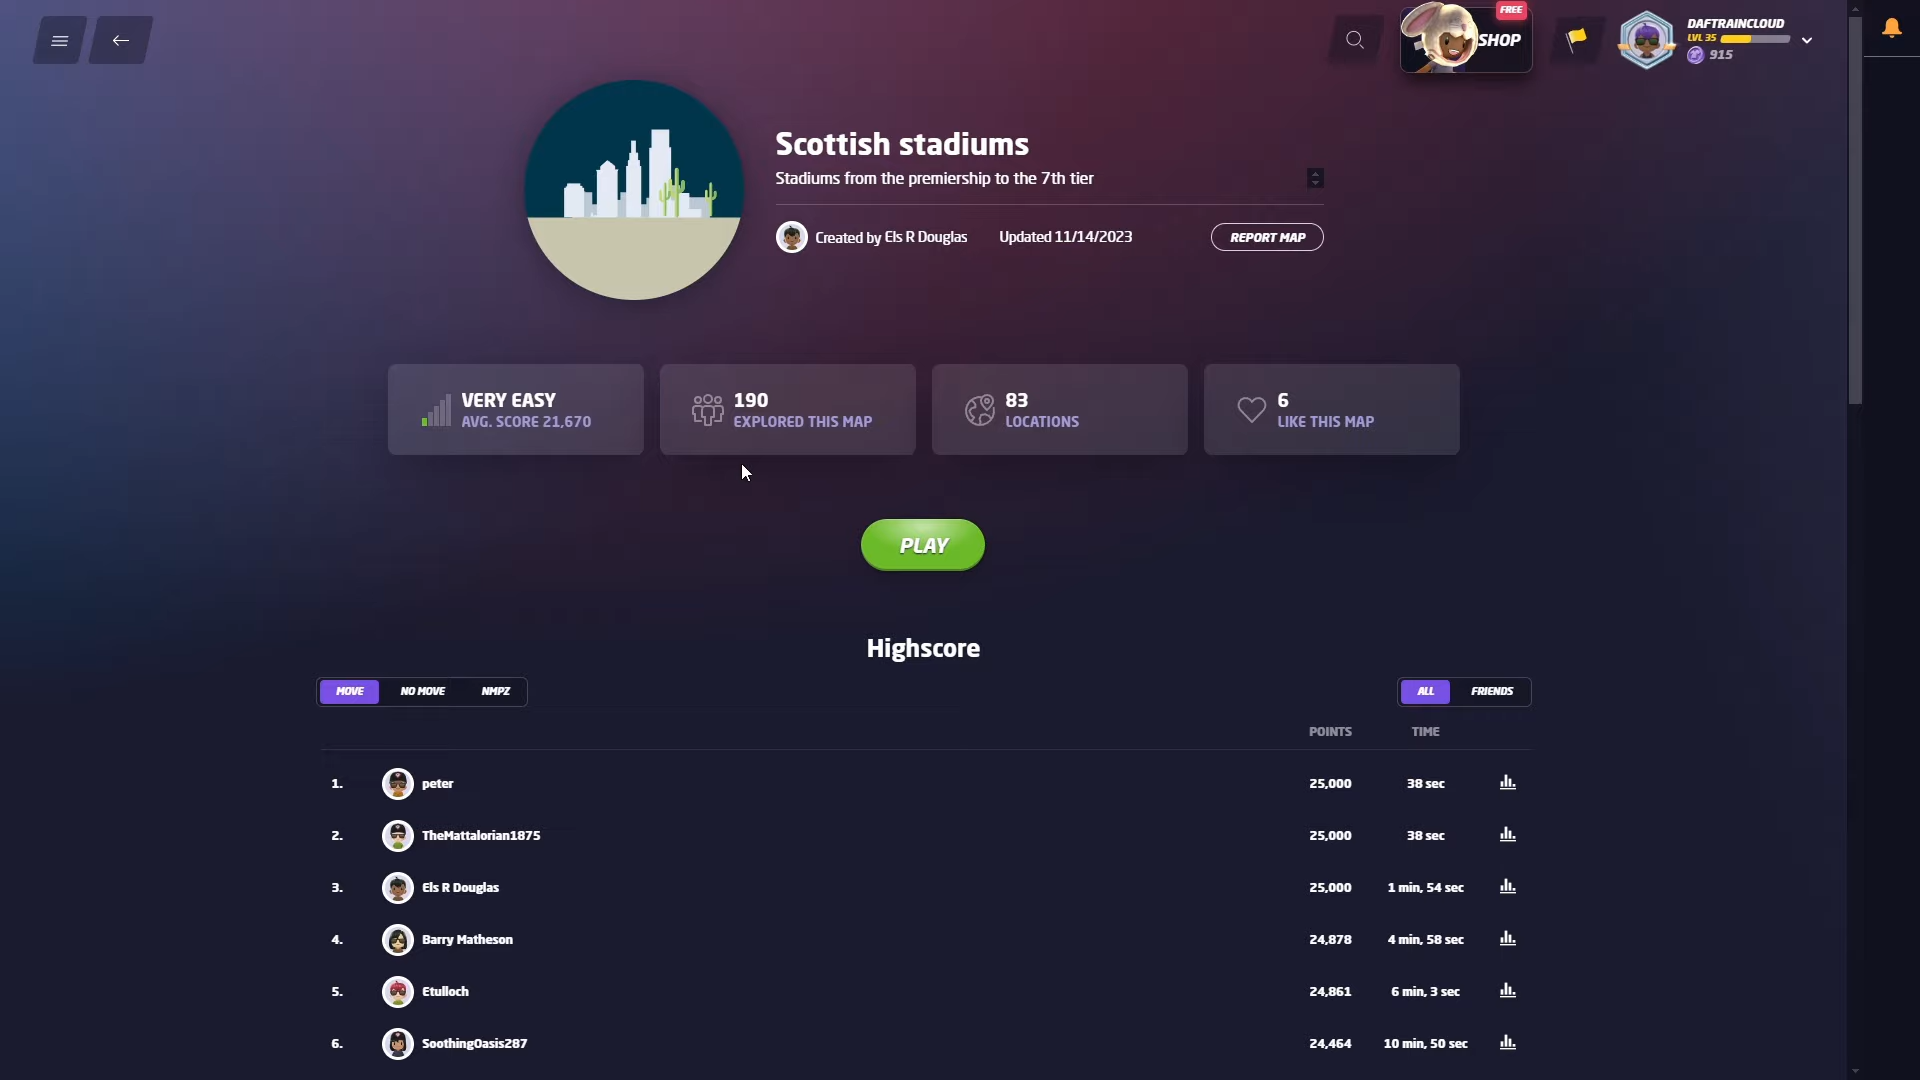 FREE
SHOP
DAFTRAINCLOUD
LVL 35
915
Scottish stadiums
Stadiums from the premiership to the 7th tier
Created by Els R Douglas
Updated 11/14/2023
REPORT MAP
VERY EASY
AVG. SCORE 21,670
190
EXPLORED THIS MAP
83
LOCATIONS
6
LIKE THIS MAP
PLAY
Highscore
MOVE NO MOVE NMPZ
ALL FRIENDS
POINTS TIME
1. peter 25,000 38 sec
2. TheMattalorian1875 25,000 38 sec
3. Els R Douglas 25,000 1 min, 54 sec
4. Barry Matheson 24,878 4 min, 58 sec
5. Etulloch 24,861 6 min, 3 sec
6. SoothingOasis287 24,464 10 min, 50 sec